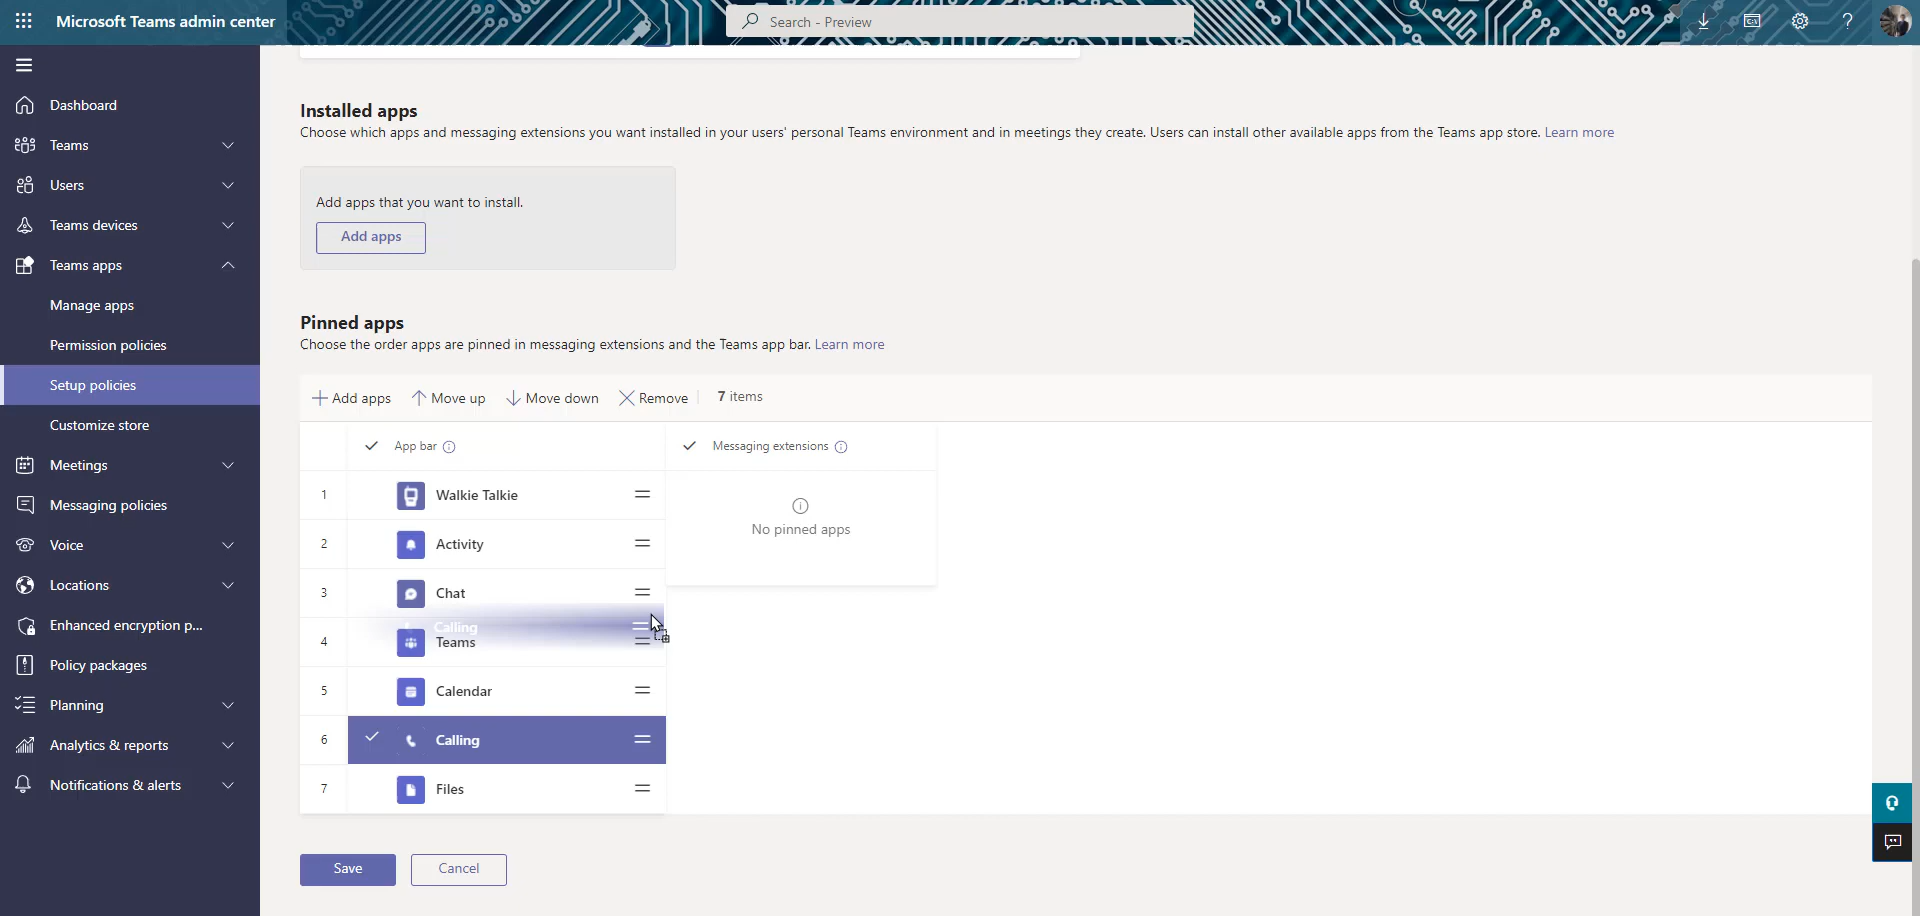 Microsoft Teams admin center
Search - Preview
Dashboard
Teams
Users
Teams devices
Teams apps
Manage apps
Permission policies
Setup policies
Customize store
Meetings
Messaging policies
Voice
Locations
Enhanced encryption p...
Policy packages
Planning
Analytics & reports
Notifications & alerts
Installed apps
Choose which apps and messaging extensions you want installed in your users' personal Teams environment and in meetings they create. Users can install other available apps from the Teams app store. Learn more
Add apps that you want to install.
Add apps
Pinned apps
Choose the order apps are pinned in messaging extensions and the Teams app bar. Learn more
Add apps Move up Move down Remove 7 items
App bar Messaging extensions
1 Walkie Talkie
No pinned apps
2 Activity
3 Chat
Calling
4 Teams
5 Calendar
6 Calling
7 Files
Save Cancel